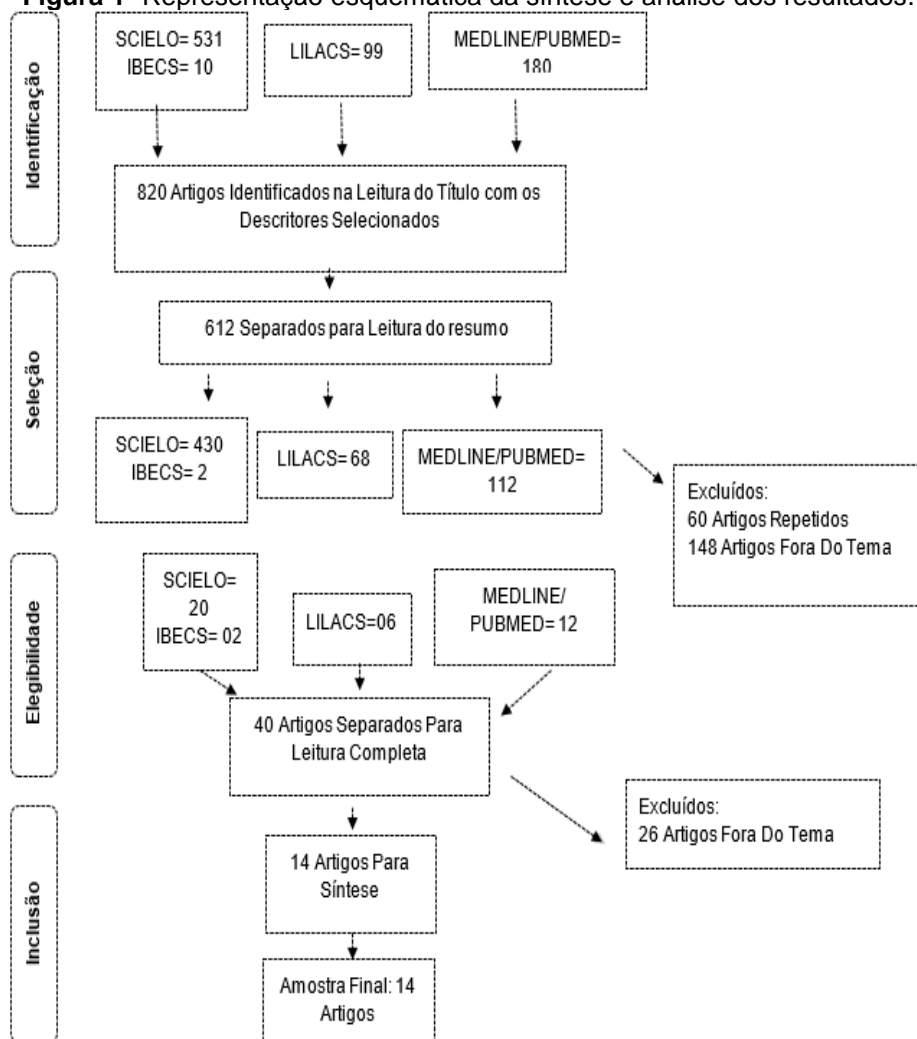 Figura 1- Representação esquemática da síntese e análise dos resultados.
Identificação
SCIELO= 531
IBECS= 10
LILACS= 99
MEDLINE/PUBMED=
180
820 Artigos Identificados na Leitura do Título com os
Descritores Selecionados
Seleção
612 Separados para Leitura do resumo
SCIELO= 430
IBECS= 2
LILACS= 68
MEDLINE/PUBMED=
112
Excluídos:
60 Artigos Repetidos
148 Artigos Fora Do Tema
Elegibilidade
SCIELO=
20
IBECS= 02
LILACS=06
MEDLINE/
PUBMED= 12
40 Artigos Separados Para
Leitura Completa
Excluídos:
26 Artigos Fora Do Tema
Inclusão
14 Artigos Para
Síntese
Amostra Final: 14
Artigos